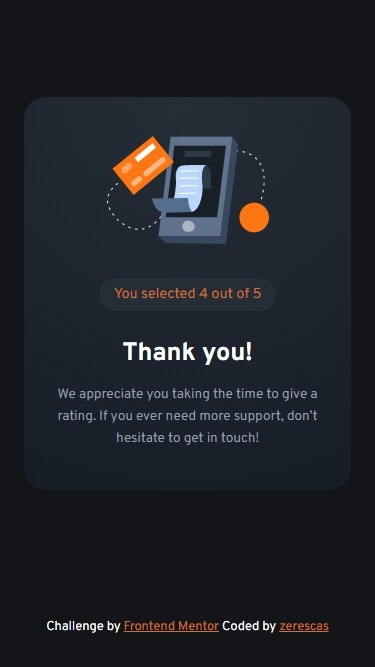 You selected 4 out of 5
Thank you!
We appreciate you taking the time to give a
rating. If you ever need more support, don’t
hesitate to get in touch!
Challenge by Frontend Mentor Coded by zerescas